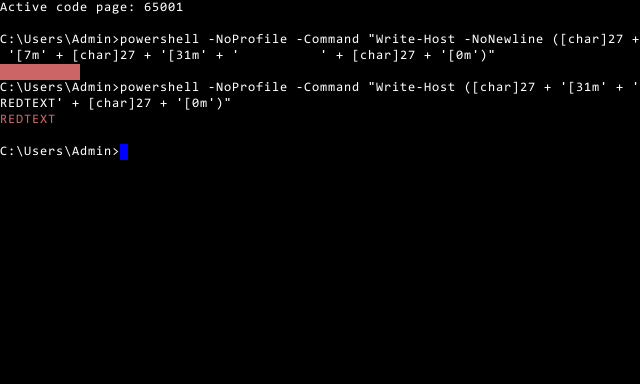 Active code page: 65001
C:\Users\Admin>powershell -NoProfile -Command "Write-Host -NoNewline ([char]27 +
 '[7m' + [char]27 + '[31m' + '          ' + [char]27 + '[0m')"
C:\Users\Admin>powershell -NoProfile -Command "Write-Host ([char]27 + '[31m' + '
REDTEXT' + [char]27 + '[0m')"
REDTEXT
C:\Users\Admin>